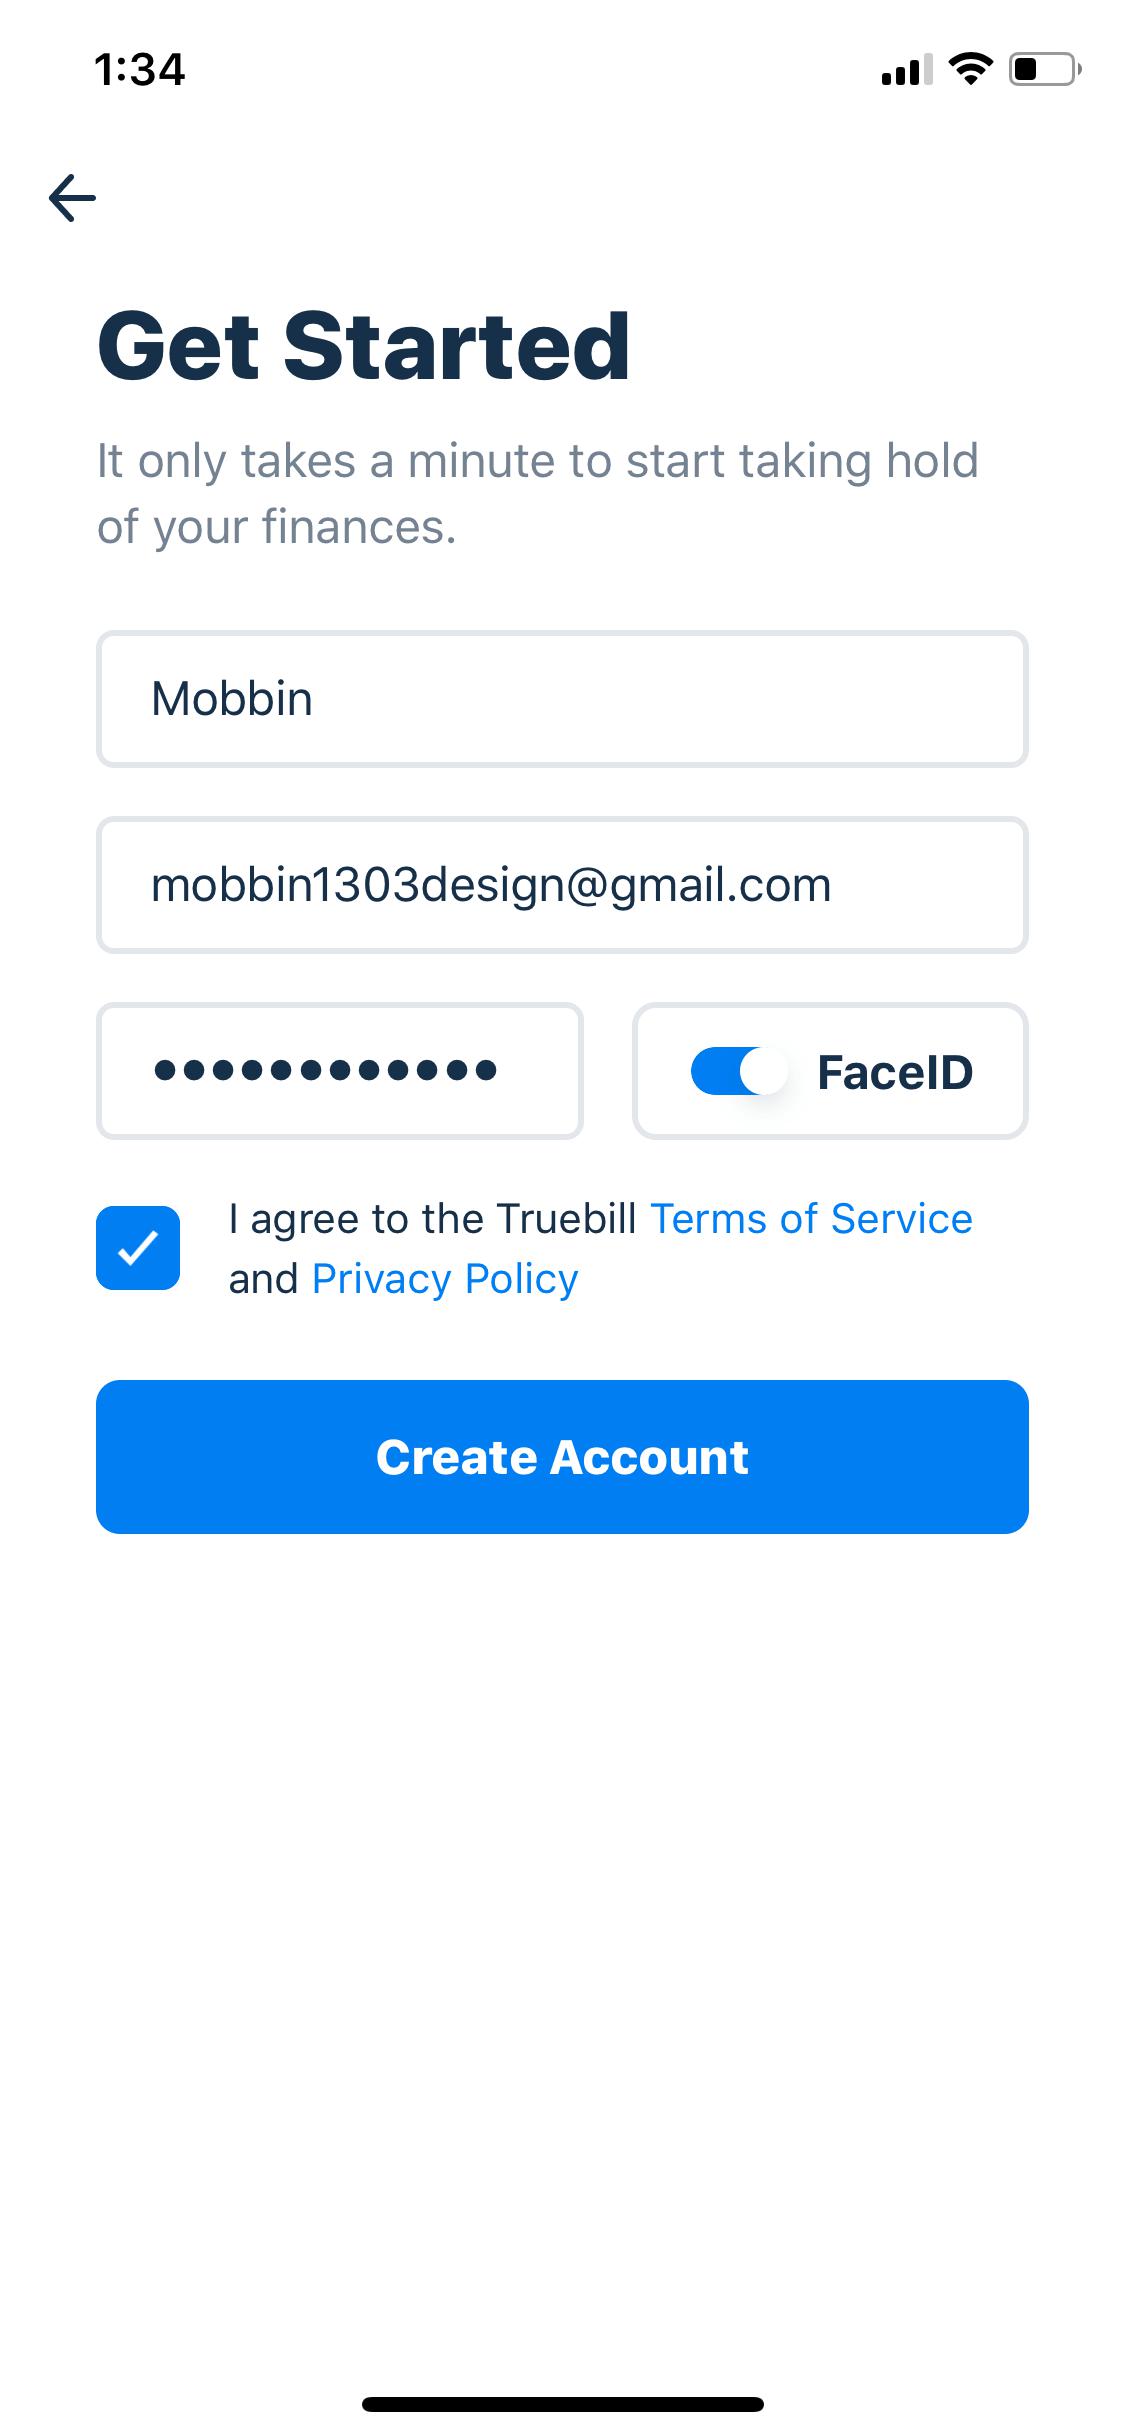 1:34
Get Started
It only takes a minute to start taking hold
of your finances.
Mobbin
mobbin1303design@gmail.com
••••••••••••
FaceID
I agree to the Truebill Terms of Service
and Privacy Policy
Create Account